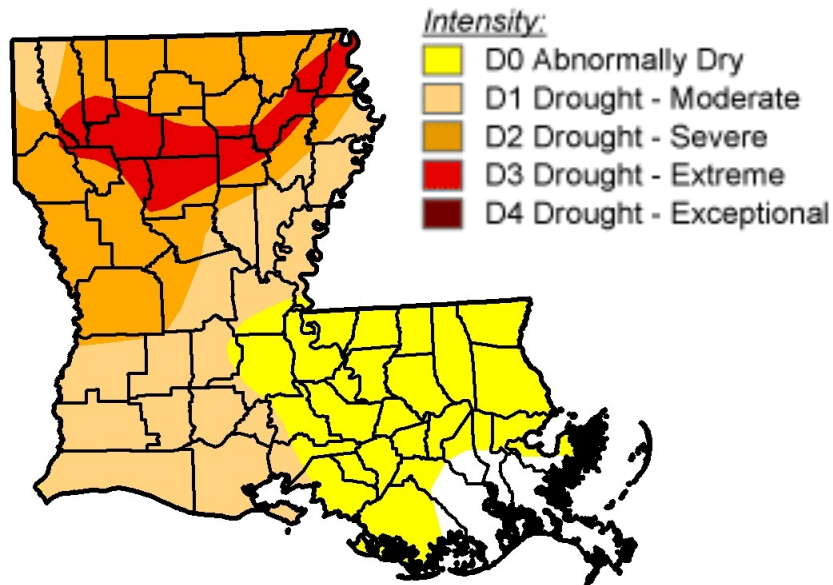 Intensity:
D0 Abnormally Dry
D1 Drought - Moderate
D2 Drought - Severe
D3 Drought - Extreme
D4 Drought - Exceptional